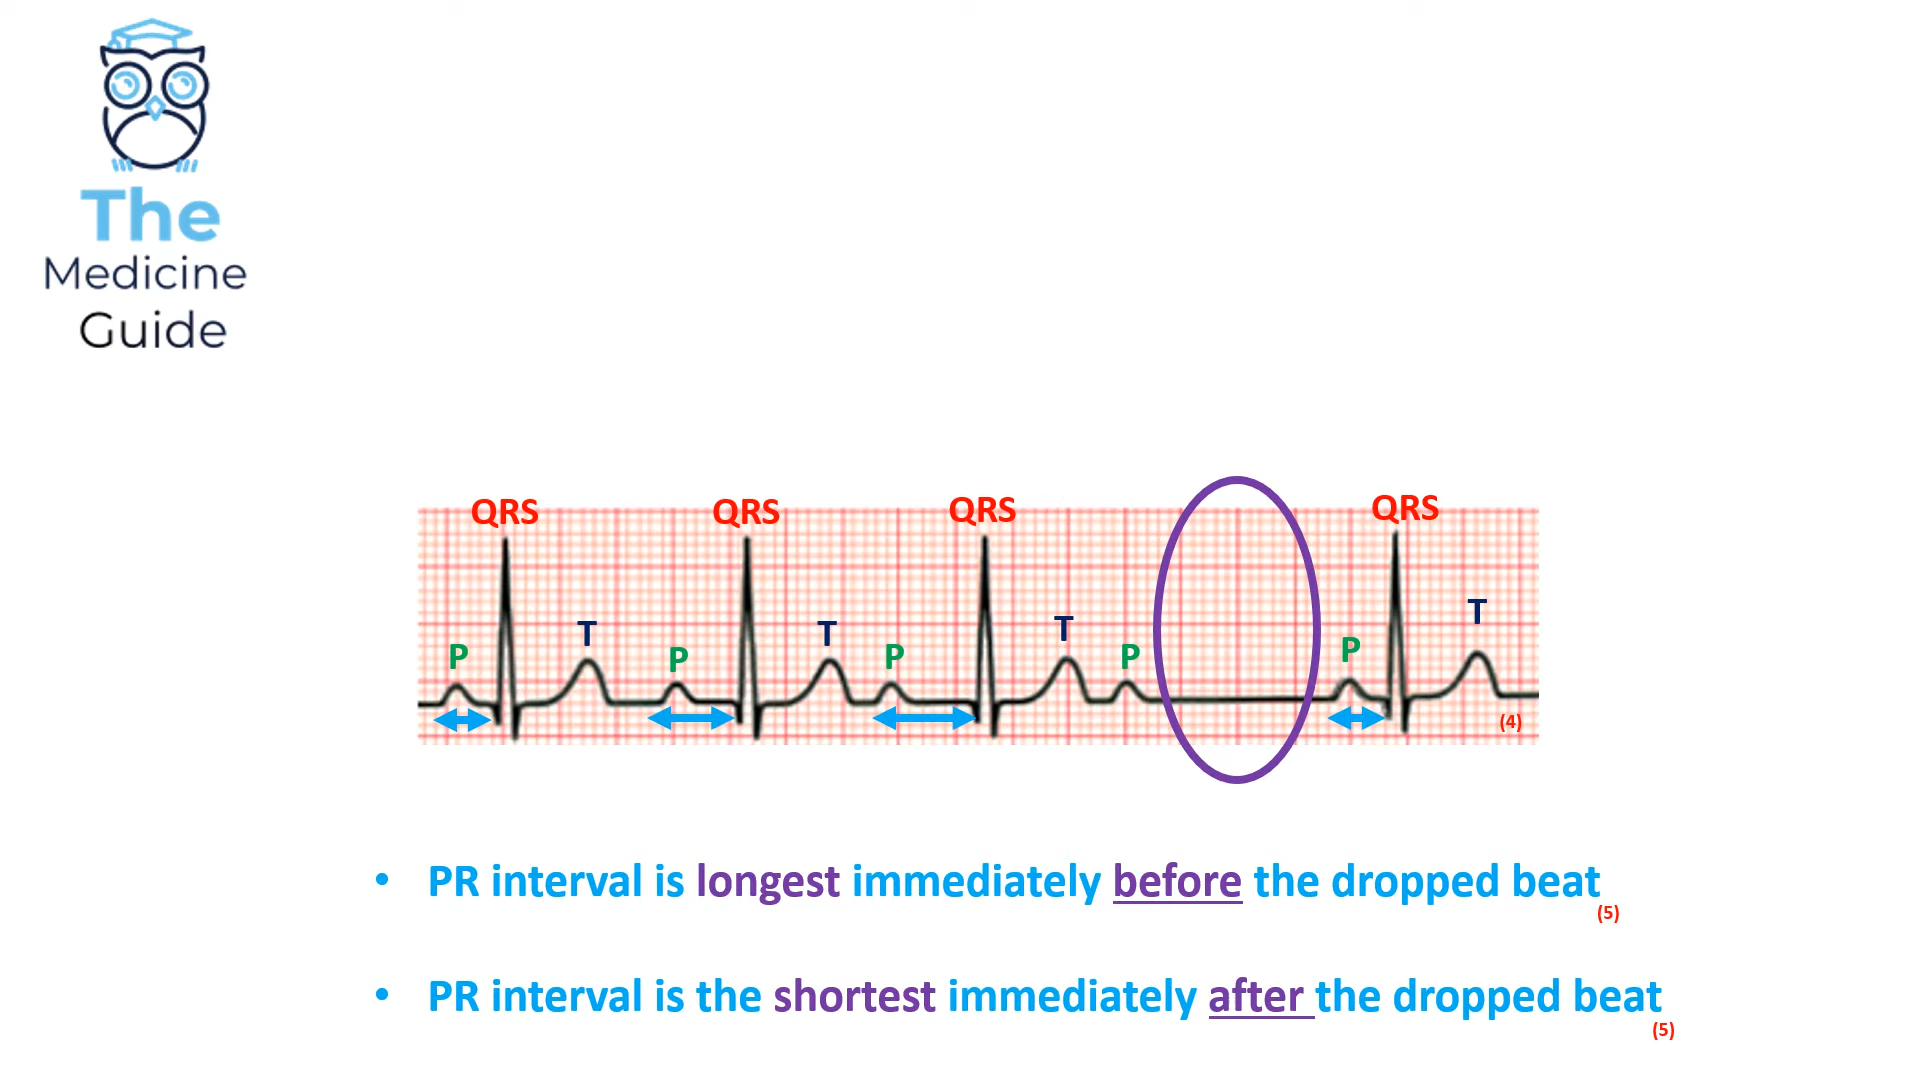 The
Medicine
Guide
QRS QRS QRS QRS
P T P T P T P P T
(4)
• PR interval is longest immediately before the dropped beat
(5)
• PR interval is the shortest immediately after the dropped beat
(5)